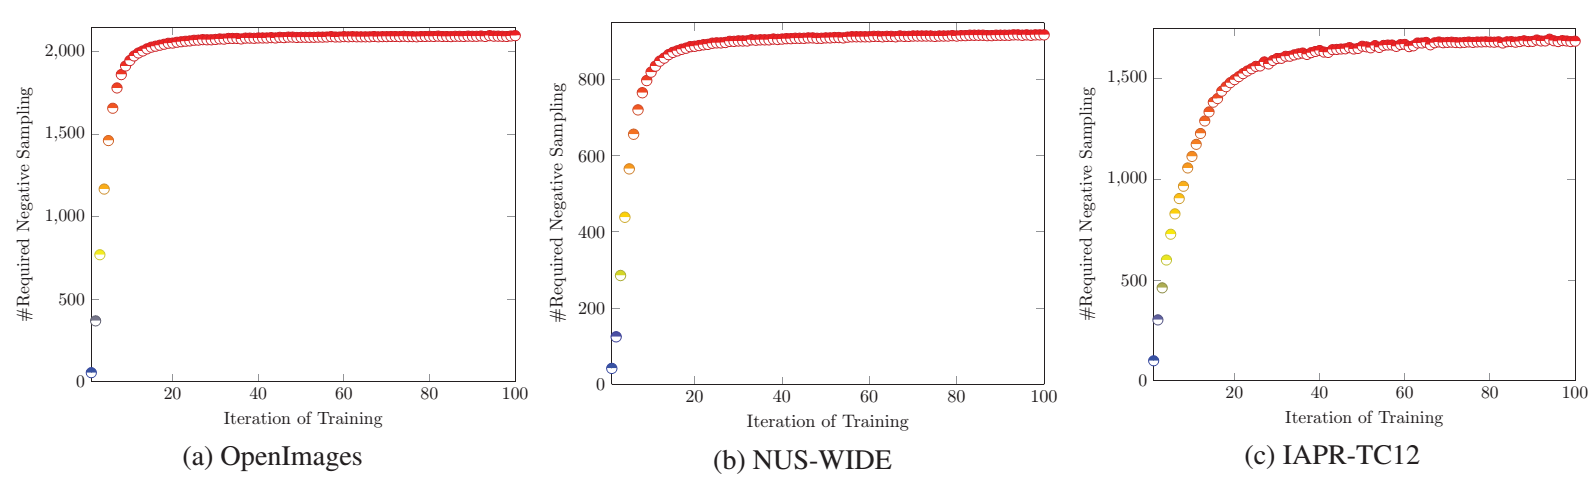 #Required Negative Sampling
2,000
1,500
1,000
500
0
20 40 60 80 100
Iteration of Training
(a) OpenImages
#Required Negative Sampling
800
600
400
200
0
20 40 60 80 100
Iteration of Training
(b) NUS-WIDE
#Required Negative Sampling
1,500
1,000
500
0
20 40 60 80 100
Iteration of Training
(c) IAPR-TC12